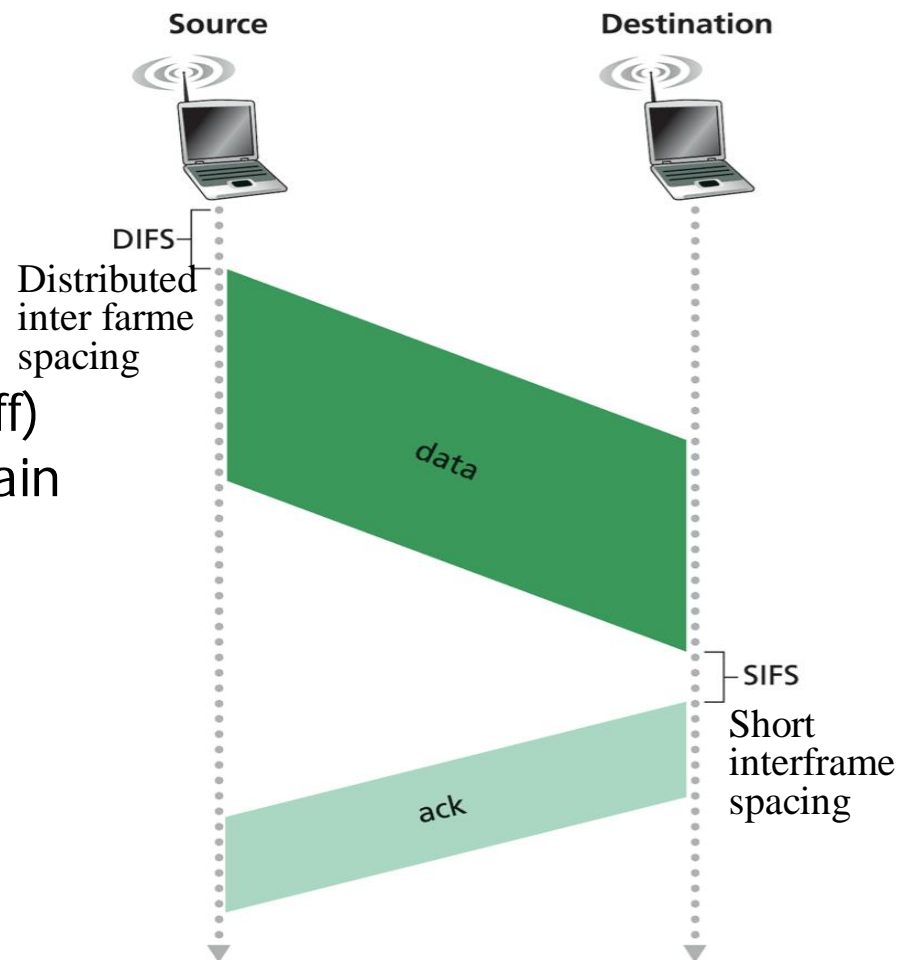 Source
Destination
DIFS
Distributed
inter farme
spacing
ff)
ain
data
SIFS
Short
interframe
spacing
ack